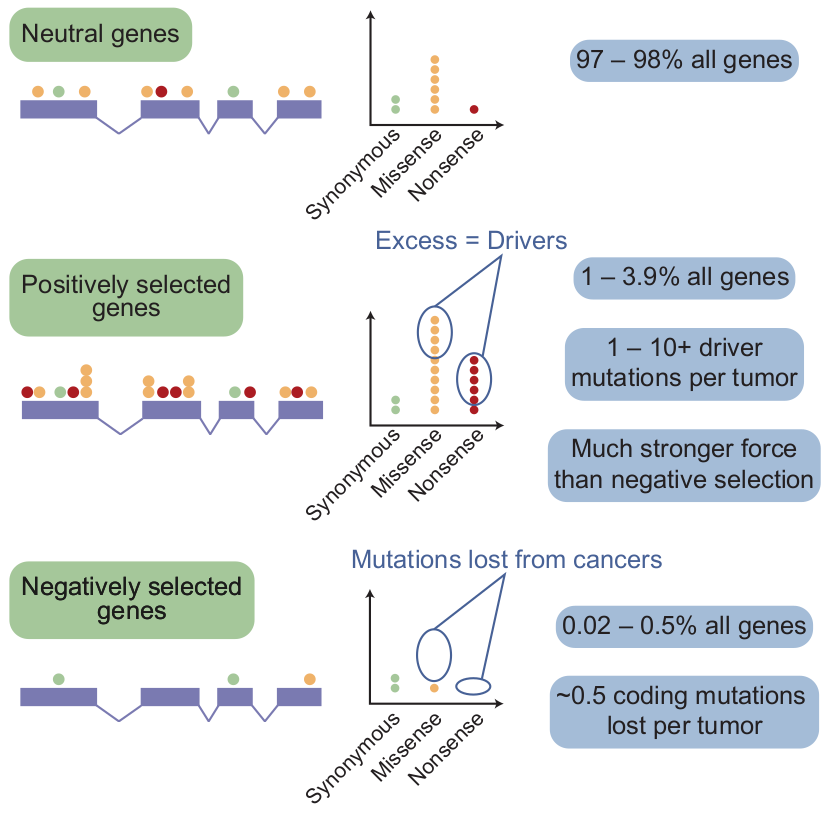 Neutral genes
97 – 98% all genes
Synonymous
Missense
Nonsense
Excess = Drivers
Positively selected
genes
1 – 3.9% all genes
1 – 10+ driver
mutations per tumor
Much stronger force
than negative selection
Synonymous
Missense
Nonsense
Mutations lost from cancers
Negatively selected
genes
0.02 – 0.5% all genes
~0.5 coding mutations
lost per tumor
Synonymous
Missense
Nonsense